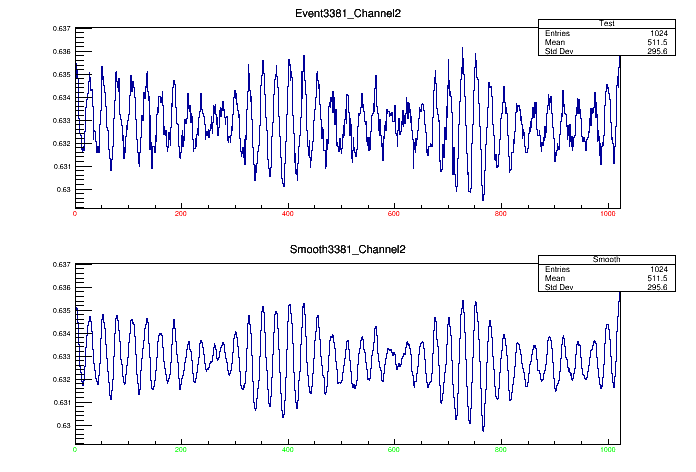 Event3381_Channel2
Test
Entries 1024
Mean 511.5
Std Dev 295.6
0.637
0.636
0.635
0.634
0.633
0.632
0.631
0.63
0 200 400 600 800 1000
Smooth3381_Channel2
Smooth
Entries 1024
Mean 511.5
Std Dev 295.6
0.637
0.636
0.635
0.634
0.633
0.632
0.631
0.63
0 200 400 600 800 1000